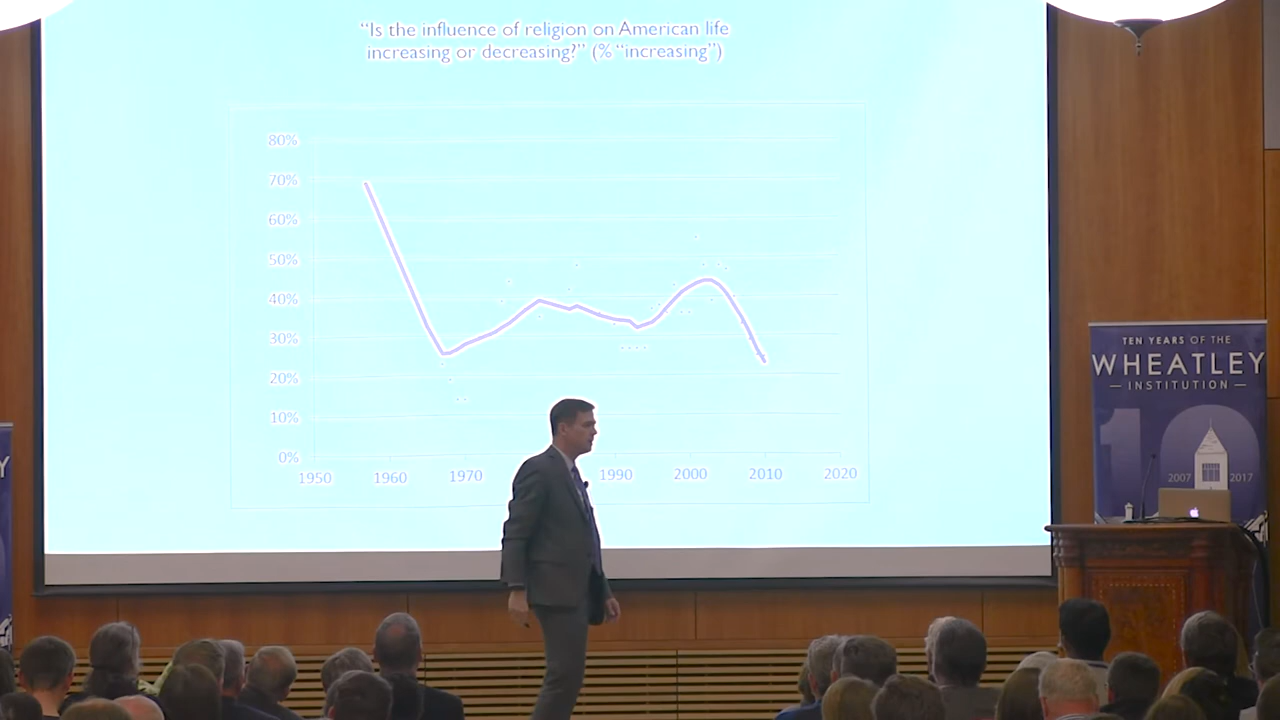 “Is the influence of religion on American life
increasing or decreasing?” (% “increasing”)
80%
70%
60%
50%
40%
30%
20%
10%
0%
1950 1960 1970 1990 2000 2010 2020
TEN YEARS OF THE
WHEATLEY
— INSTITUTION —
10
2007 2017
Y